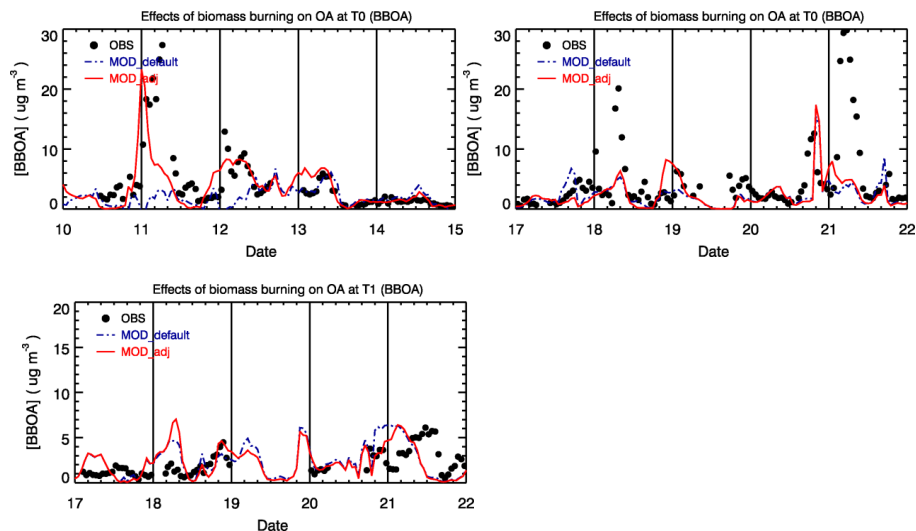 Effects of biomass burning on OA at T0 (BBOA)
30
20
10
0
[BBOA] ( ug m-3 )
OBS
MOD_default
MOD_adj
10 11 12 13 14 15
Date
Effects of biomass burning on OA at T0 (BBOA)
30
20
10
0
[BBOA] ( ug m-3 )
OBS
MOD_default
MOD_adj
17 18 19 20 21 22
Date
Effects of biomass burning on OA at T1 (BBOA)
20
15
10
5
0
[BBOA] ( ug m-3 )
OBS
MOD_default
MOD_adj
17 18 19 20 21 22
Date